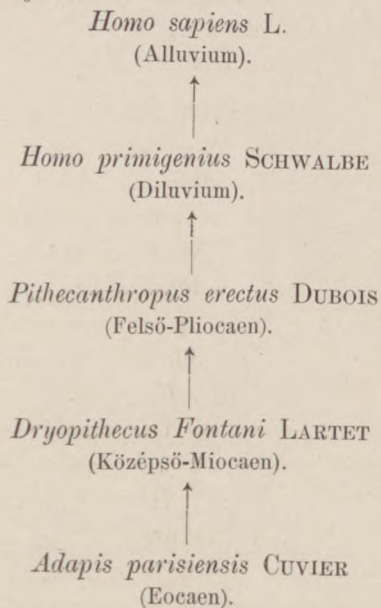 Homo sapiens L.
(Alluvium).
Homo primigenius SCHWALBE
(Diluvium).
Pithecanthropus erectus DUBOIS
(Felső-Pliocaen).
Dryopithecus Fontani LARTET
(Középső-Miocaen).
Adapis parisiensis CUVIER
(Eocaen).